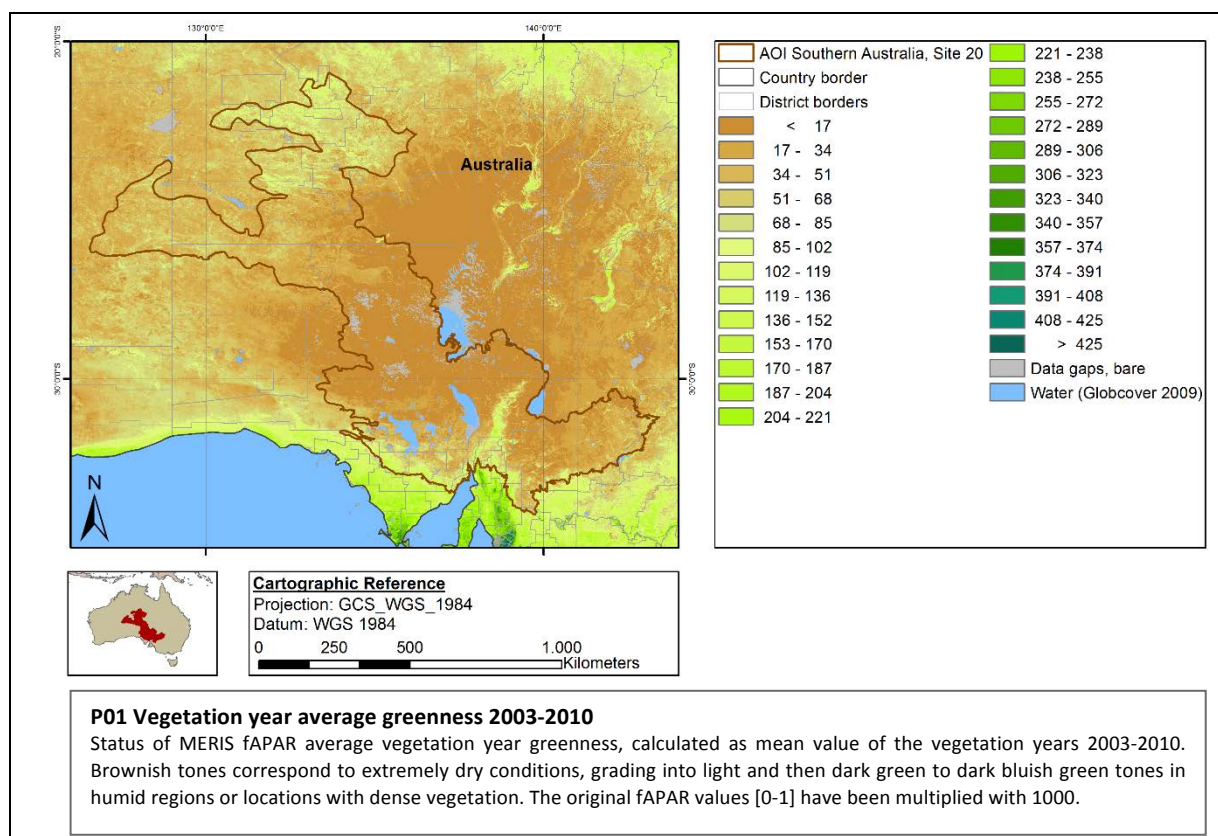 130°0'0"E
140°0'0"E
20°0'0"S
Australia
30°0'0"S
30°0'0"S
N
AOI Southern Australia, Site 20
Country border
District borders
< 17
17 - 34
34 - 51
51 - 68
68 - 85
85 - 102
102 - 119
119 - 136
136 - 152
153 - 170
170 - 187
187 - 204
204 - 221
221 - 238
238 - 255
255 - 272
272 - 289
289 - 306
306 - 323
323 - 340
340 - 357
357 - 374
374 - 391
391 - 408
408 - 425
> 425
Data gaps, bare
Water (Globcover 2009)
Cartographic Reference
Projection: GCS_WGS_1984
Datum: WGS 1984
0 250 500 1.000
Kilometers
P01 Vegetation year average greenness 2003-2010
Status of MERIS fAPAR average vegetation year greenness, calculated as mean value of the vegetation years 2003-2010.
Brownish tones correspond to extremely dry conditions, grading into light and then dark green to dark bluish green tones in
humid regions or locations with dense vegetation. The original fAPAR values [0-1] have been multiplied with 1000.